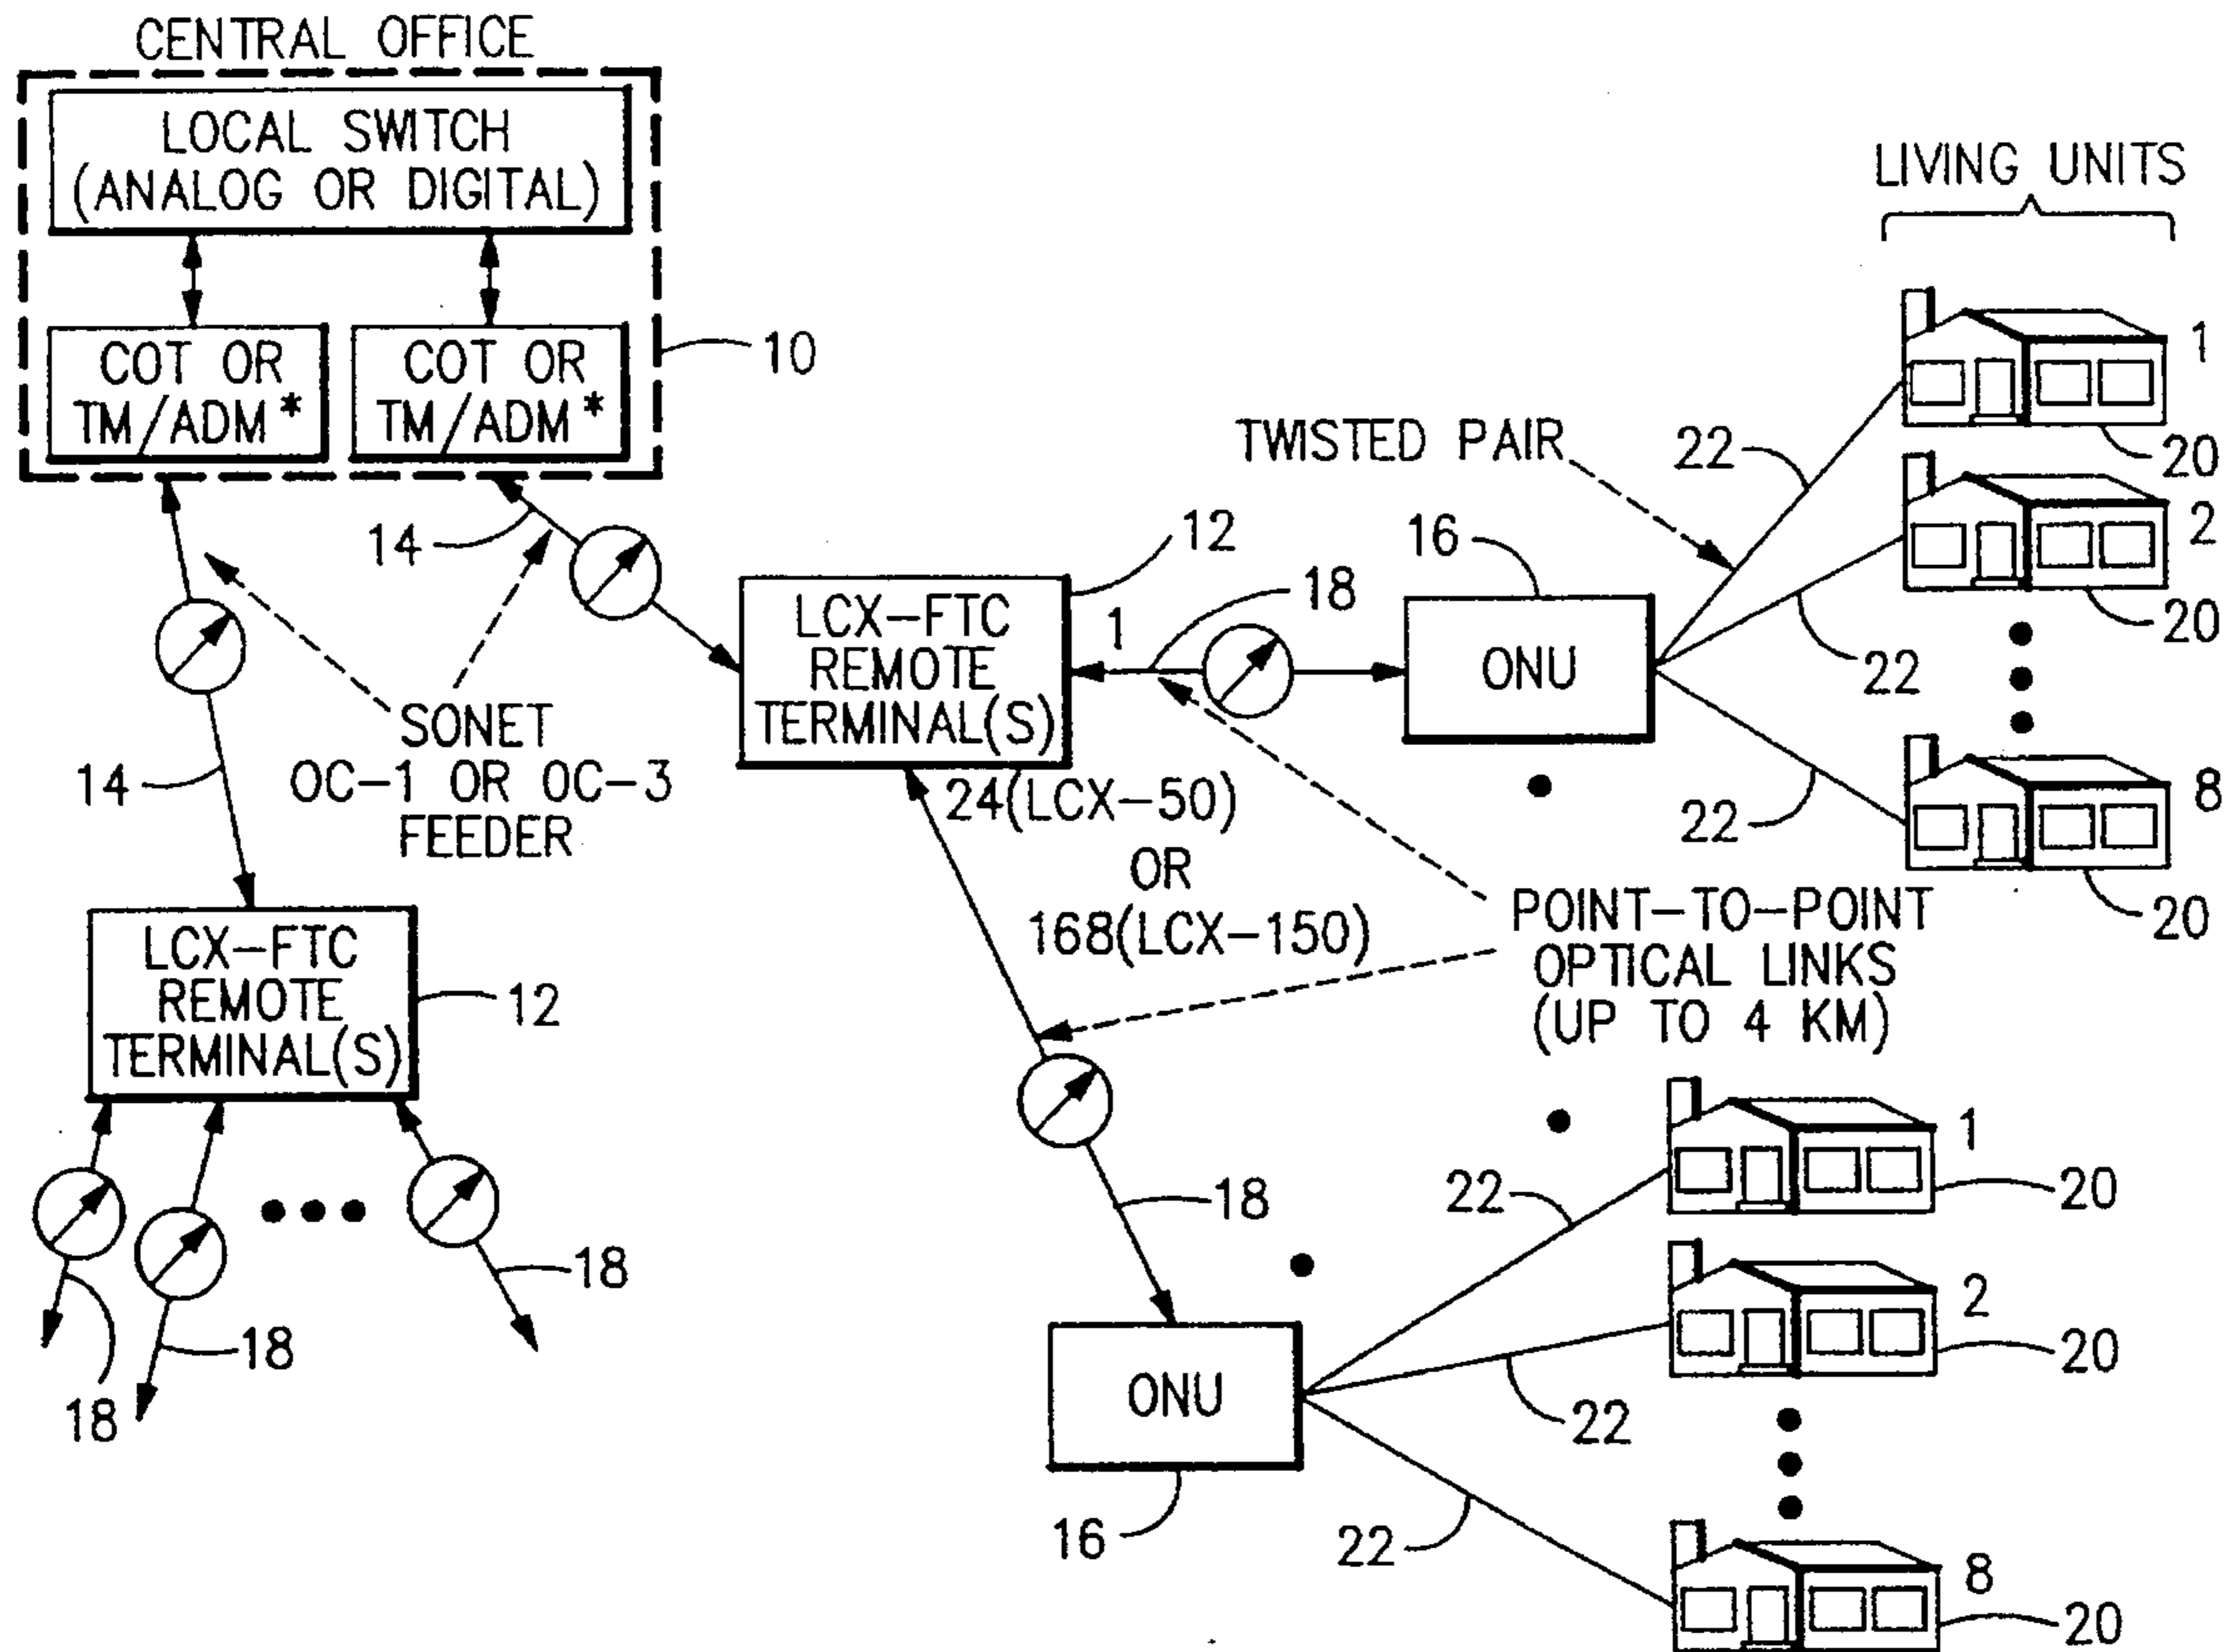 CENTRAL OFFICE
LOCAL SWITCH
(ANALOG OR DIGITAL)
COT OR
TM/ADM*
COT OR
TM/ADM*
10
LIVING UNITS
1
20
2
20
8
20
TWISTED PAIR
22
22
22
14
12
16
LCX-FTC
REMOTE
TERMINAL(S)
1
18
ONU
SONET
OC-1 OR OC-3
FEEDER
14
24(LCX-50)
OR
168(LCX-150)
POINT-TO-POINT
OPTICAL LINKS
(UP TO 4 KM)
LCX-FTC
REMOTE
TERMINAL(S)
12
18
18
18
18
ONU
16
22
22
22
1
20
2
20
8
20